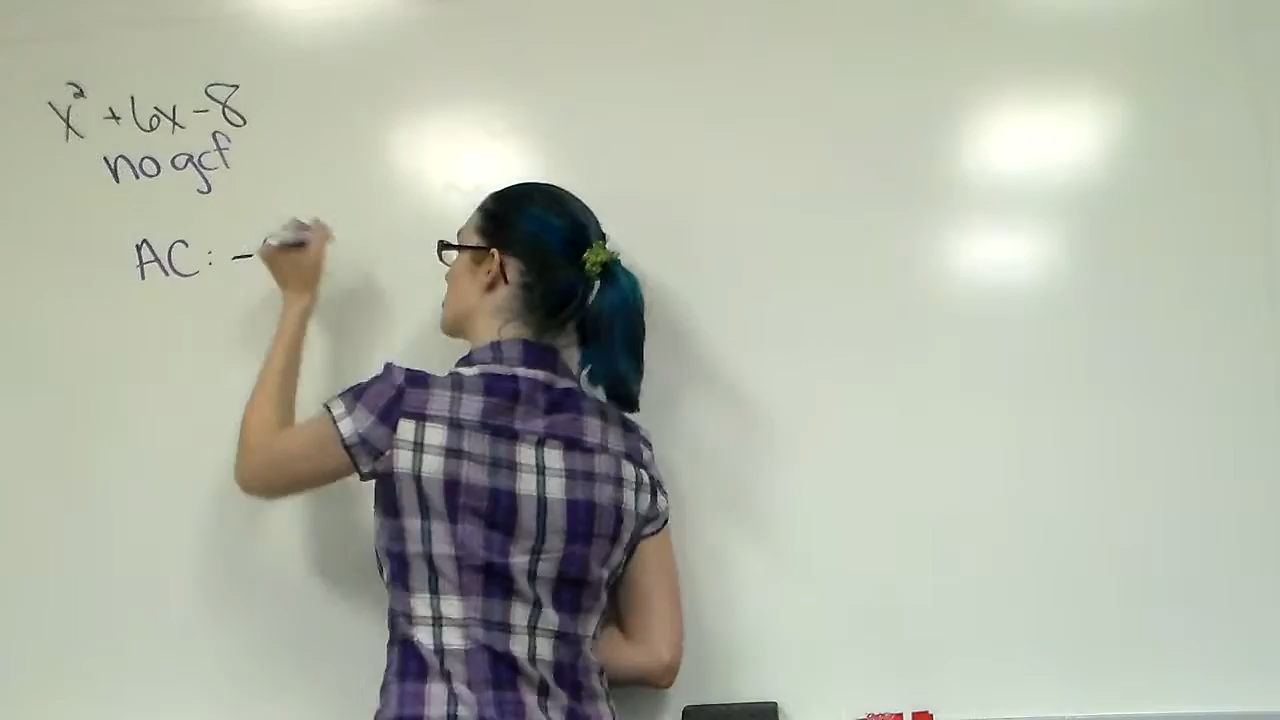 x² + 6x - 8
no gcf
AC: -